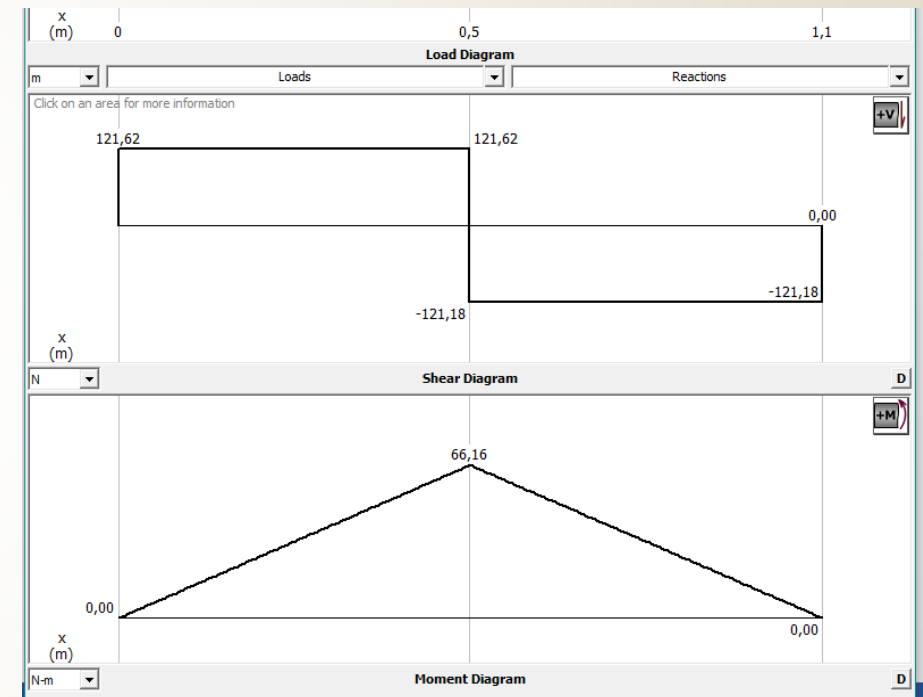 x
(m) 0 0,5 1,1
Load Diagram
m Loads Reactions
Click on an area for more information
+V
121,62 121,62
0,00
-121,18
-121,18
x
(m)
N Shear Diagram D
+M
66,16
0,00
0,00
x
(m)
N-m Moment Diagram D